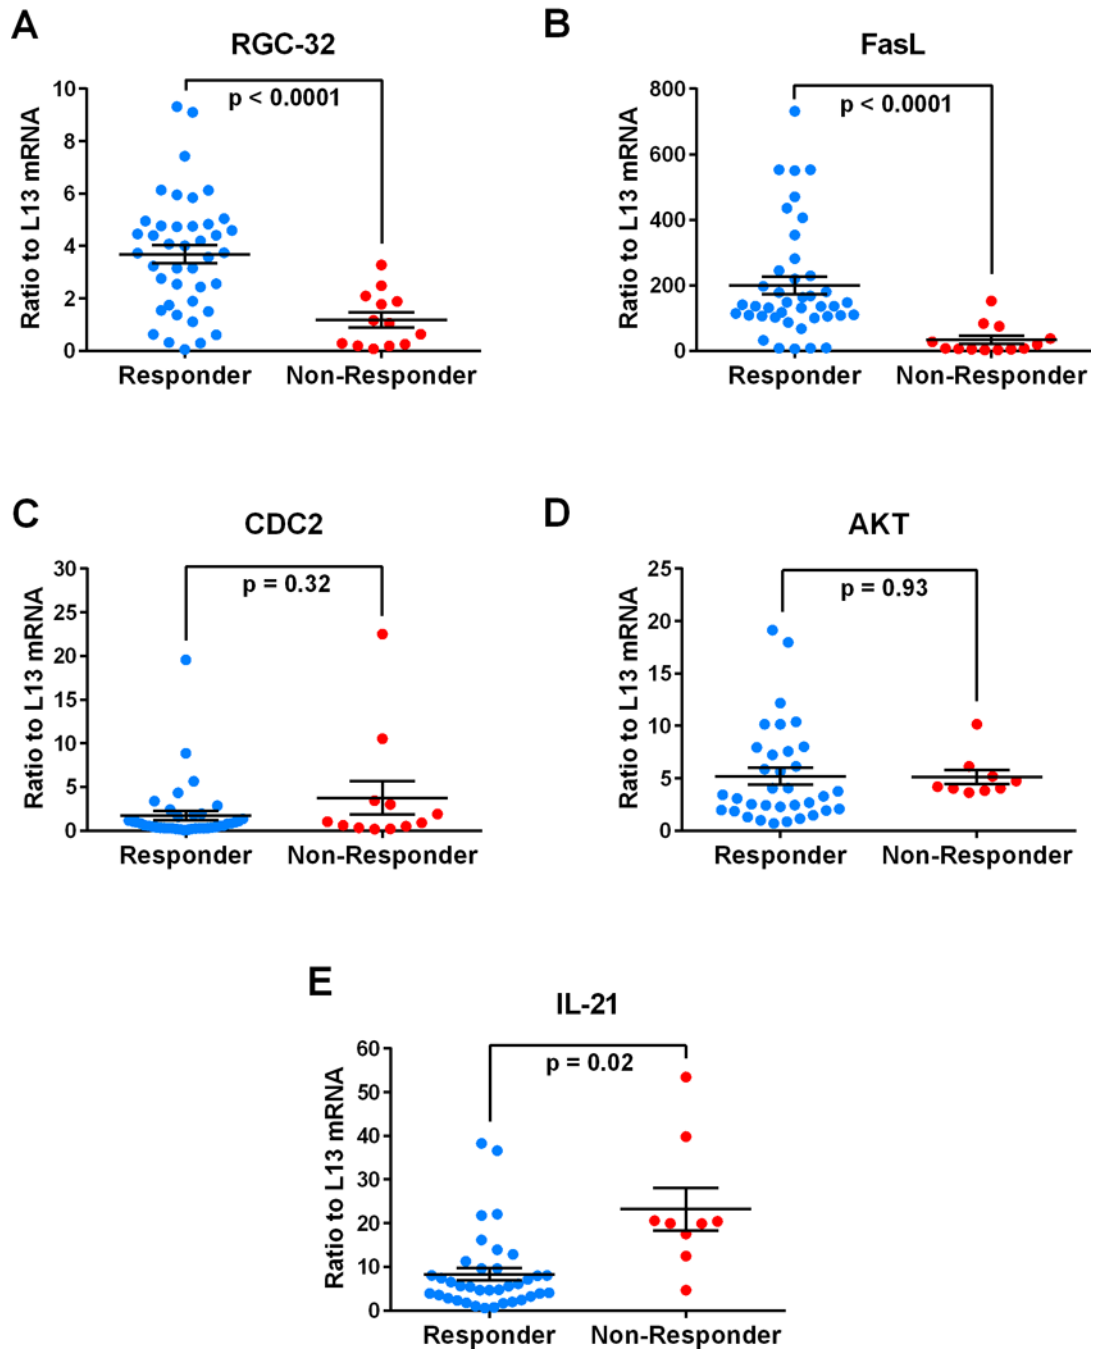 A
RGC-32
p < 0.0001
Ratio to L13 mRNA
10
8
6
4
2
0
Responder Non-Responder
B
FasL
p < 0.0001
Ratio to L13 mRNA
800
600
400
200
0
Responder Non-Responder
C
CDC2
p = 0.32
Ratio to L13 mRNA
30
25
20
15
10
5
0
Responder Non-Responder
D
AKT
p = 0.93
Ratio to L13 mRNA
25
20
15
10
5
0
Responder Non-Responder
E
IL-21
p = 0.02
Ratio to L13 mRNA
60
50
40
30
20
10
0
Responder Non-Responder